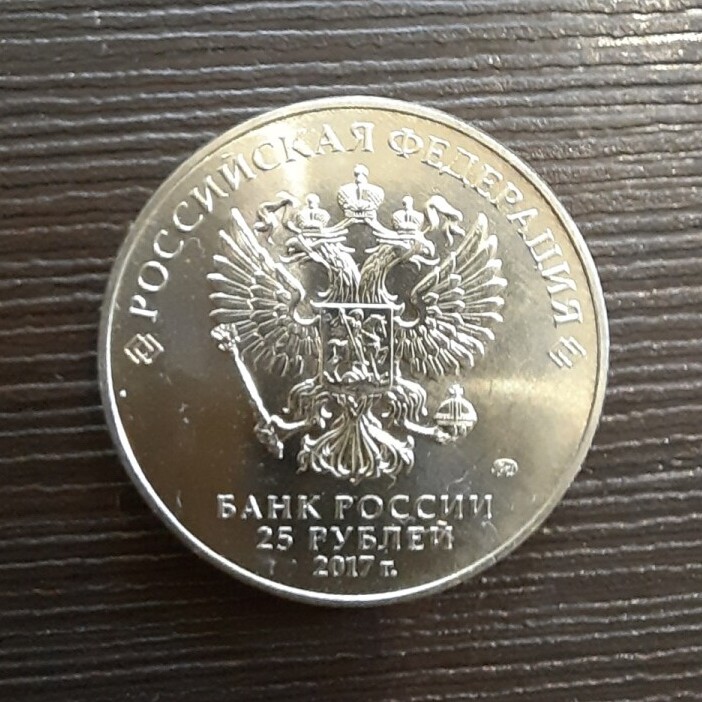 РОССИЙСКАЯ ФЕДЕРАЦИЯ
БАНК РОССИИ
25 РУБЛЕЙ
2017 г.